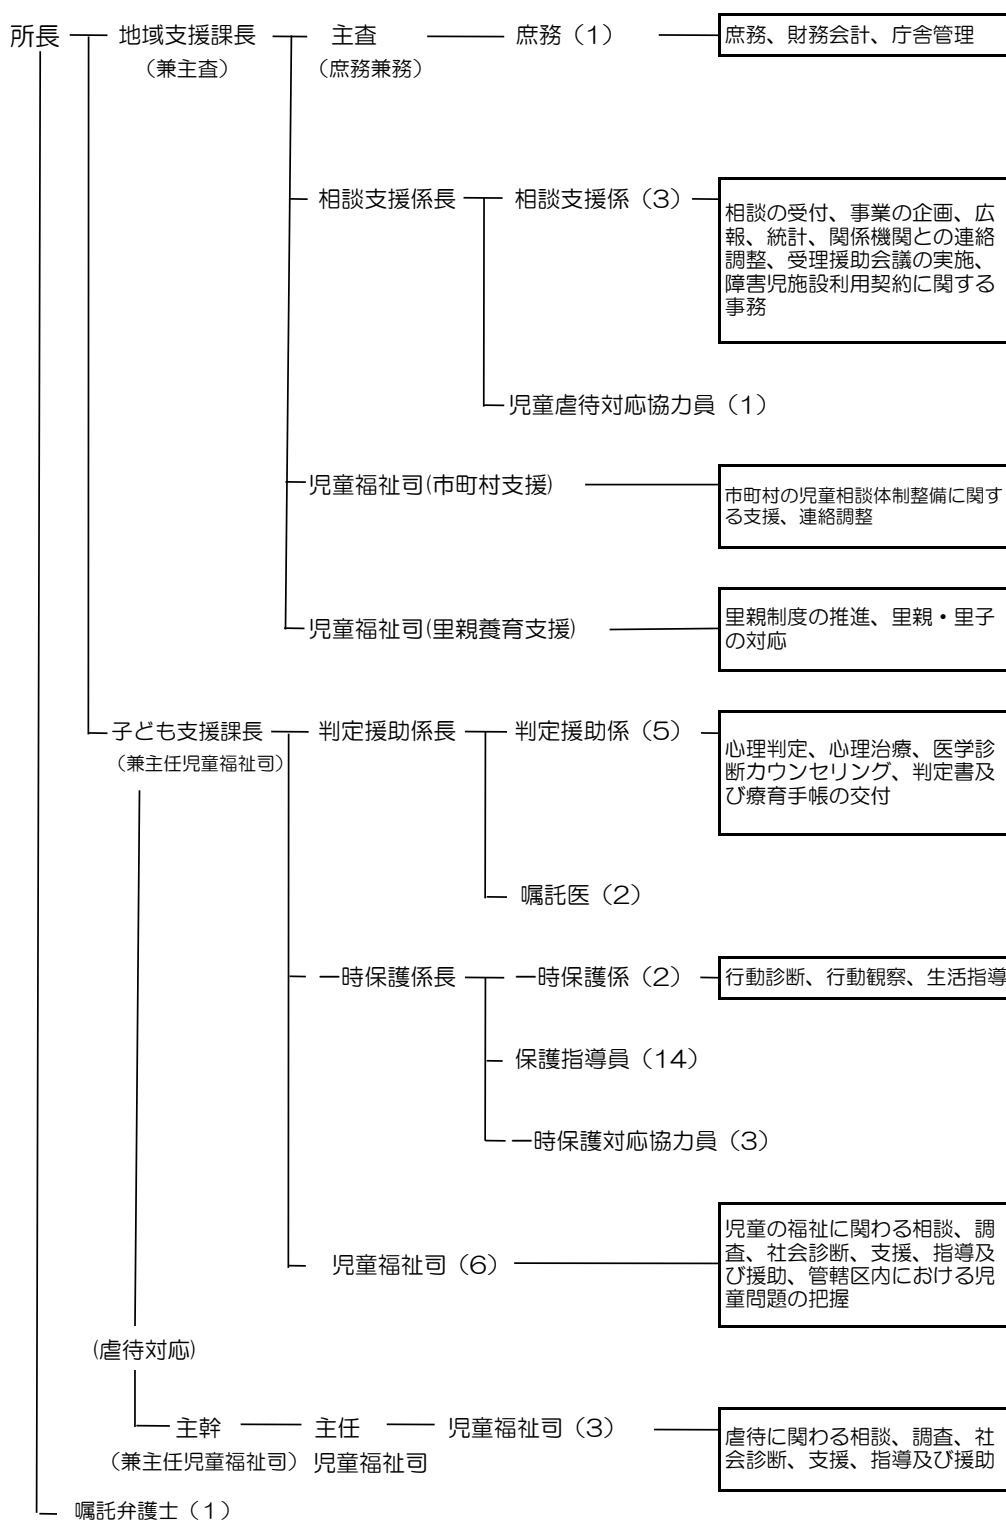 所長 地域支援課長 主査 庶務（1） 庶務、財務会計、庁舎管理
（兼主査） （庶務兼務）
相談支援係長 相談支援係（3）
相談の受付、事業の企画、広
報、統計、関係機関との連絡
調整、受理援助会議の実施、
障害児施設利用契約に関する
事務
児童虐待対応協力員（1）
児童福祉司(市町村支援)
市町村の児童相談体制整備に関す
る支援、連絡調整
児童福祉司(里親養育支援)
里親制度の推進、里親・里子
の対応
子ども支援課長 判定援助係長 判定援助係（5）
（兼主任児童福祉司）
心理判定、心理治療、医学診
断カウンセリング、判定書及
び療育手帳の交付
嘱託医（2）
一時保護係長 一時保護係（2） 行動診断、行動観察、生活指導
保護指導員（14）
一時保護対応協力員（3）
児童福祉司（6）
児童の福祉に関わる相談、調
査、社会診断、支援、指導及
び援助、管轄区内における児
童問題の把握
(虐待対応)
主幹 主任 児童福祉司（3）
（兼主任児童福祉司） 児童福祉司
虐待に関わる相談、調査、社
会診断、支援、指導及び援助
嘱託弁護士（1）